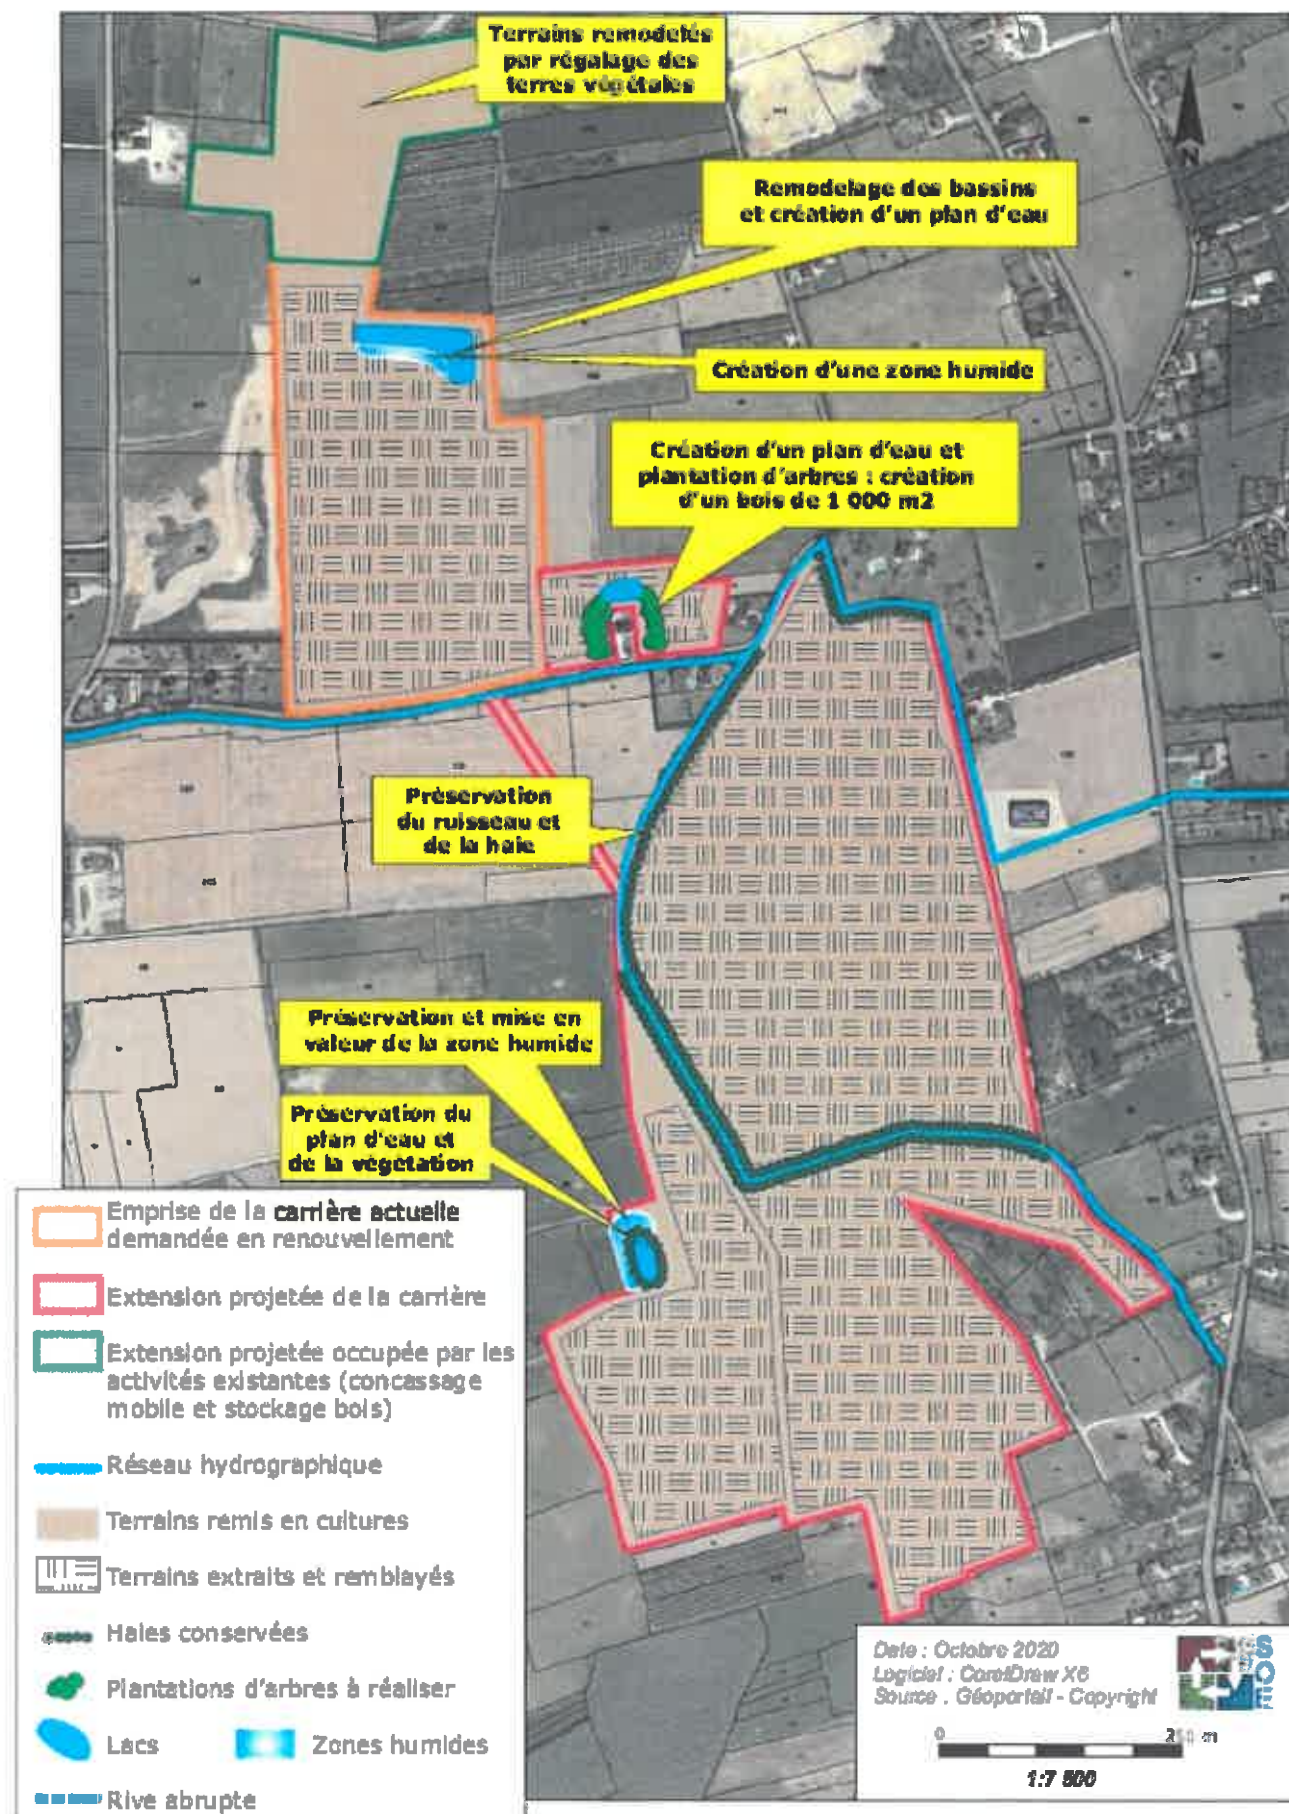 Terrains remodelés
par régalage des
terres végétales
Remodelage des bassins
et création d'un plan d'eau
Création d'une zone humide
Création d'un plan d'eau et
plantation d'arbres : création
d'un bois de 1 000 m2
Préservation
du ruisseau et
de la haie
Préservation et mise en
valeur de la zone humide
Préservation du
plan d'eau et
de la végétation
Emprise de la carrière actuelle
demandée en renouvellement
Extension projetée de la carrière
Extension projetée occupée par les
activités existantes (concassage
mobile et stockage bois)
Réseau hydrographique
Terrains remis en cultures
Terrains extraits et remblayés
Haies conservées
Plantations d'arbres à réaliser
Lacs
Zones humides
Rive abrupte
N
Date : Octobre 2020
Logiciel : CorelDraw X6
Source : Géoportail - Copyright
SOE
0 250 m
1:7 500